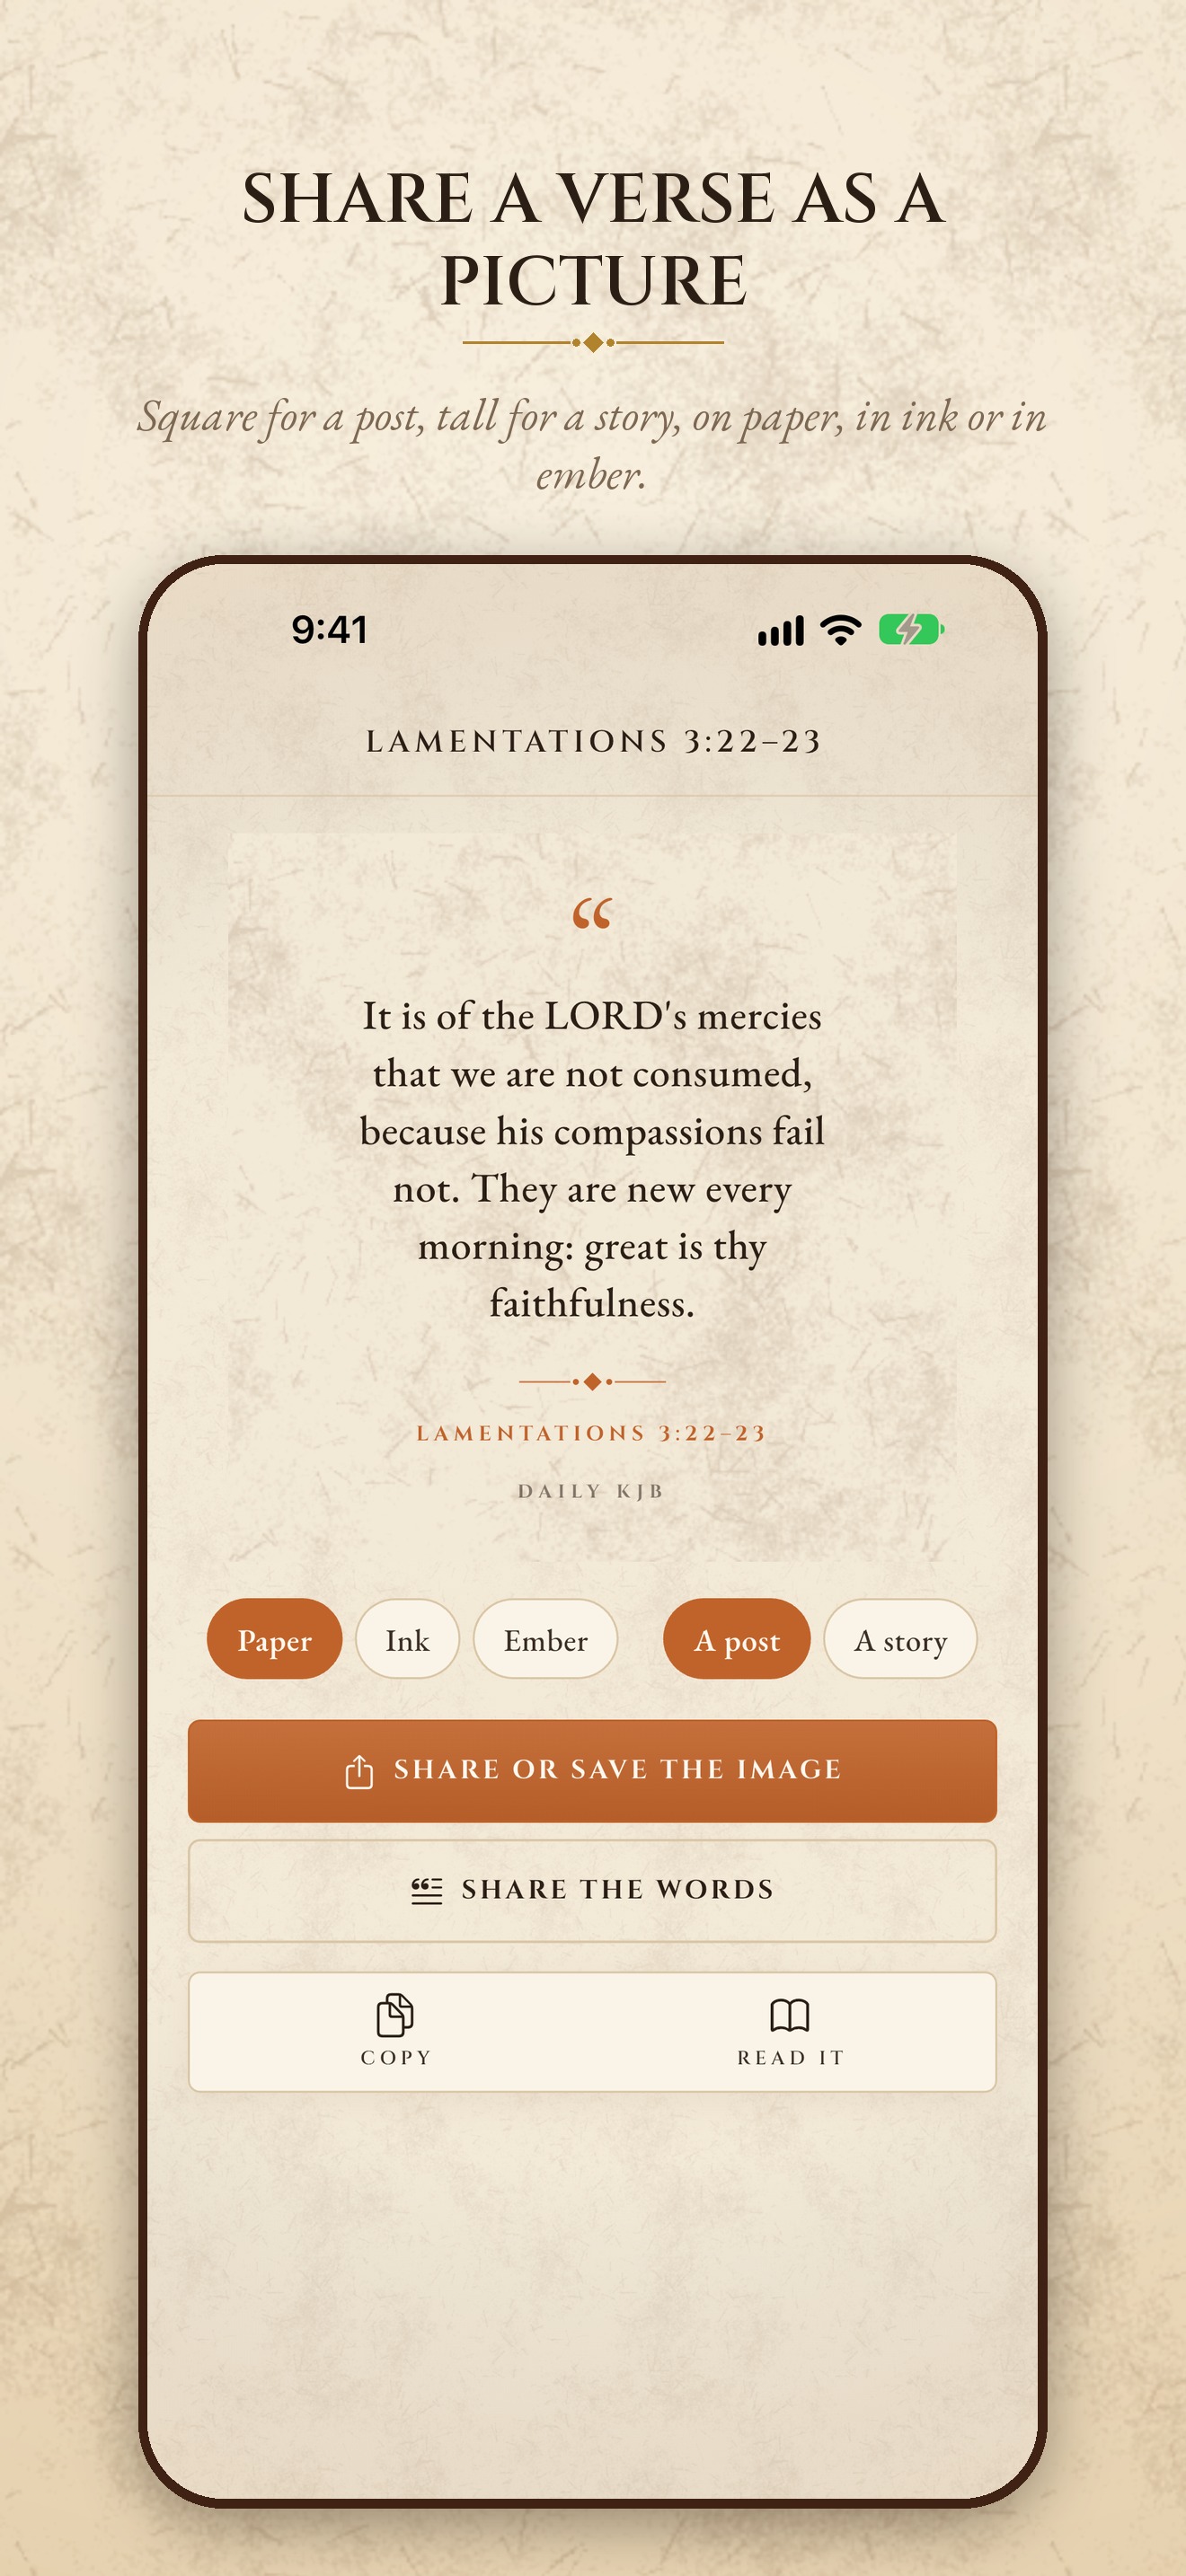 SHARE A VERSE AS A
PICTURE
Square for a post, tall for a story, on paper, in ink or in
ember.
9:41
LAMENTATIONS 3:22–23
“
It is of the LORD's mercies
that we are not consumed,
because his compassions fail
not. They are new every
morning: great is thy
faithfulness.
LAMENTATIONS 3:22–23
DAILY KJB
Paper Ink Ember A post A story
SHARE OR SAVE THE IMAGE
SHARE THE WORDS
COPY READ IT